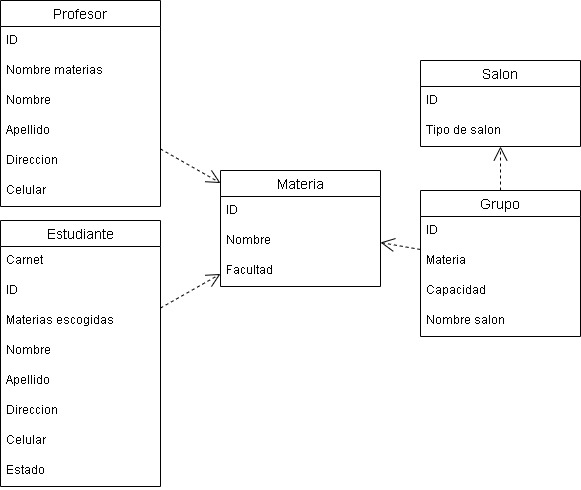 Profesor
ID
Nombre materias
Nombre
Apellido
Direccion
Celular
Estudiante
Carnet
ID
Materias escogidas
Nombre
Apellido
Direccion
Celular
Estado
Materia
ID
Nombre
Facultad
Salon
ID
Tipo de salon
Grupo
ID
Materia
Capacidad
Nombre salon